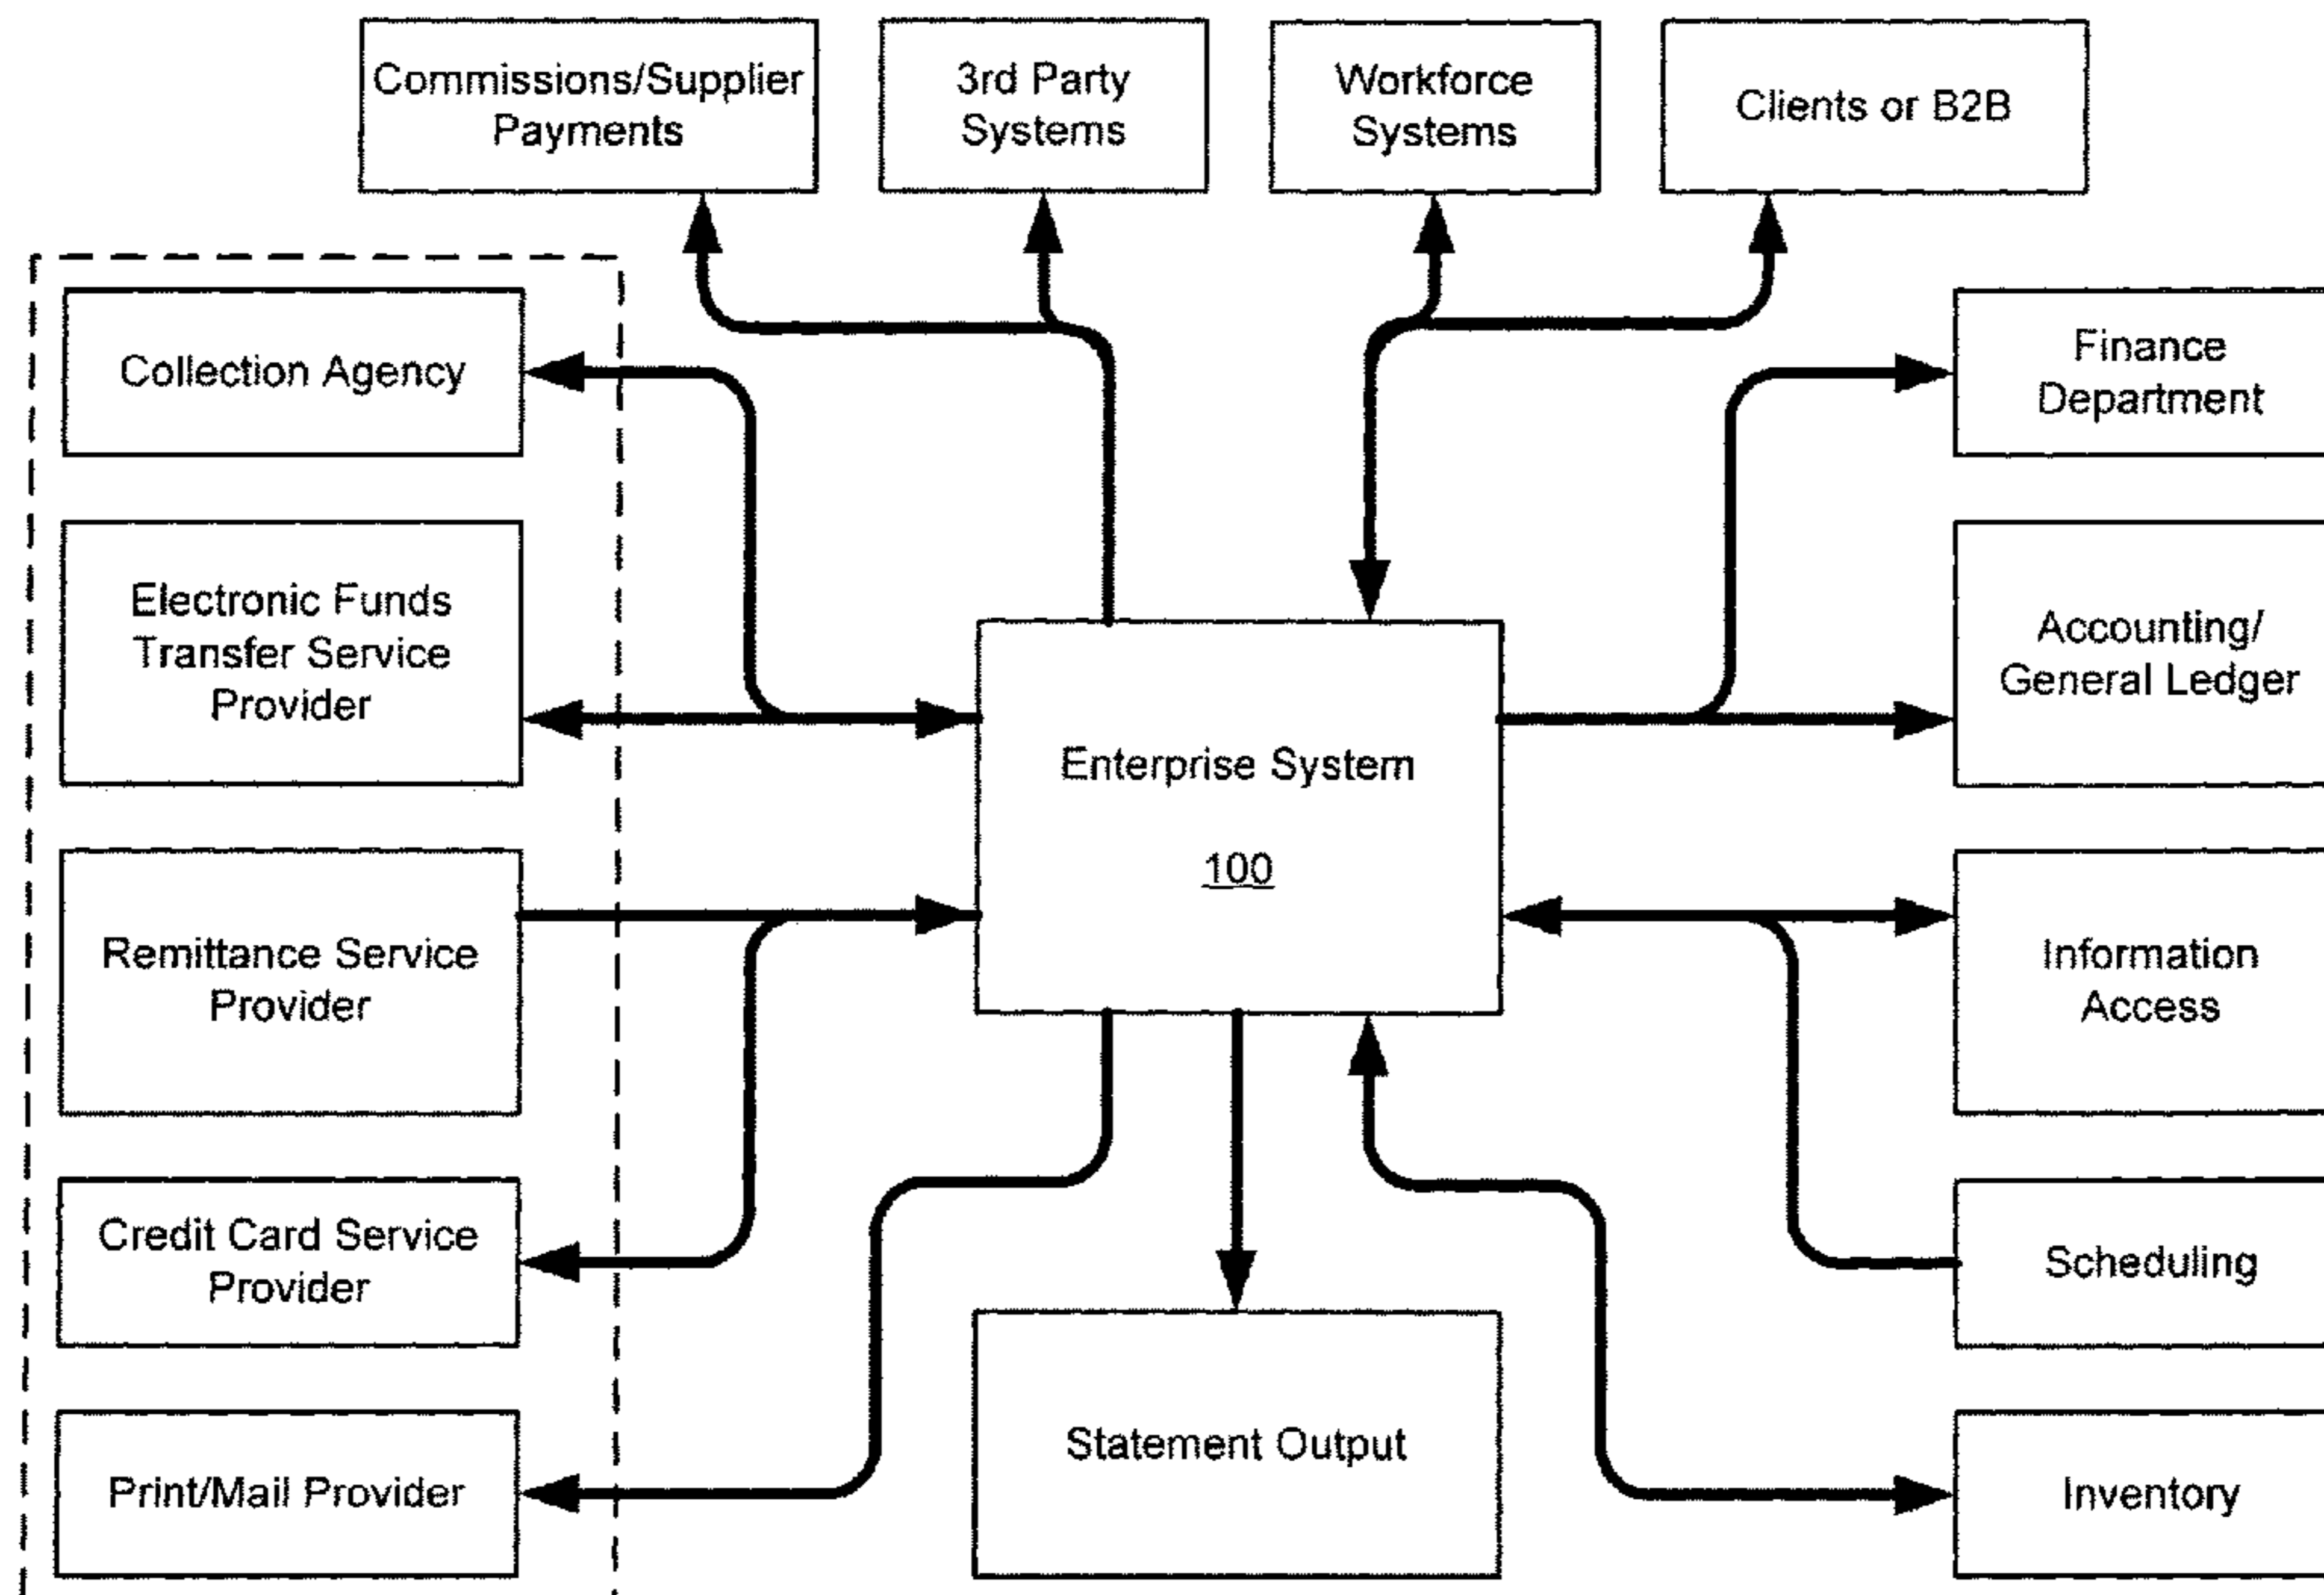 Commissions/Supplier
Payments
3rd Party
Systems
Workforce
Systems
Clients or B2B
Collection Agency
Finance
Department
Electronic Funds
Transfer Service
Provider
Accounting/
General Ledger
Enterprise System
100
Remittance Service
Provider
Information
Access
Credit Card Service
Provider
Scheduling
Statement Output
Print/Mail Provider
Inventory